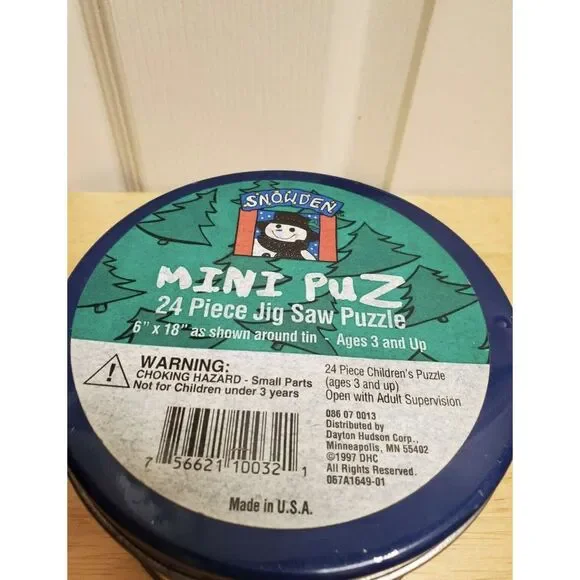 SNOWDEN
MINI PUZ
24 Piece Jig Saw Puzzle
6" x 18" as shown around tin - Ages 3 and Up
WARNING:
CHOKING HAZARD - Small Parts
Not for Children under 3 years
7 56621 10032 1
24 Piece Children's Puzzle
(ages 3 and up)
Open with Adult Supervision
086 07 0013
Distributed by
Dayton Hudson Corp.,
Minneapolis, MN 55402
©1997 DHC
All Rights Reserved.
067A1649-01
Made in U.S.A.